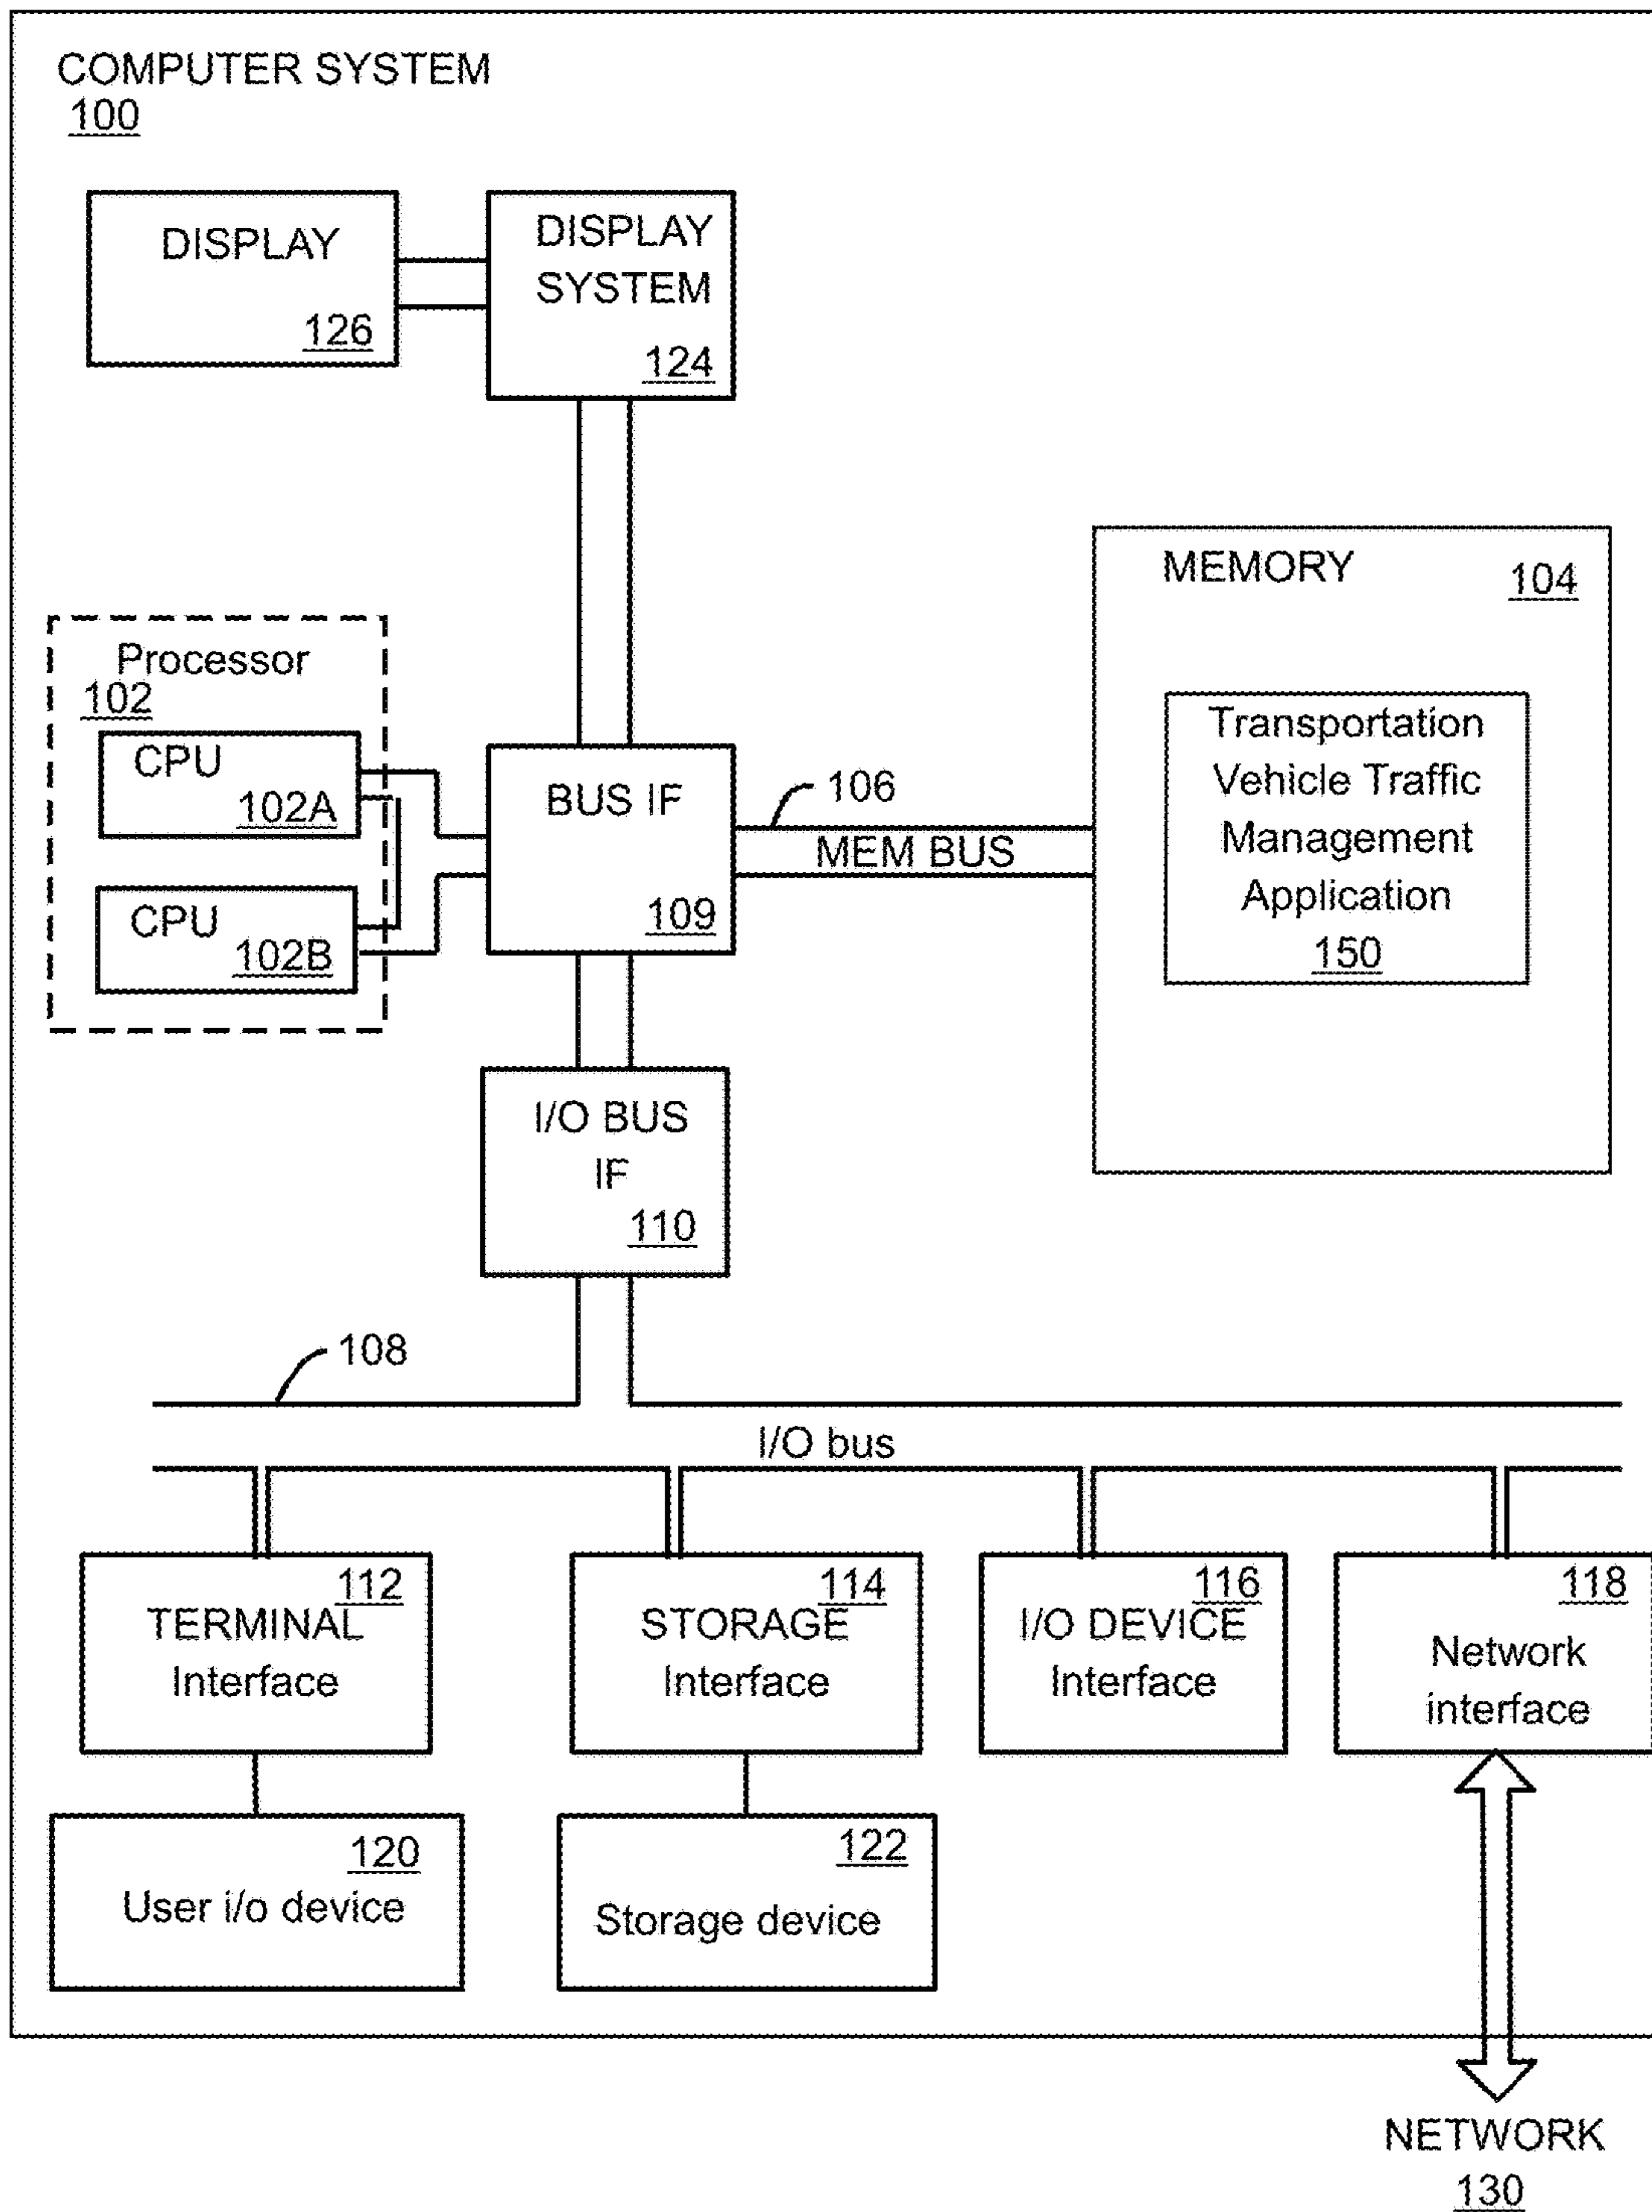 COMPUTER SYSTEM
100
DISPLAY
126
DISPLAY
SYSTEM
124
MEMORY
104
Transportation
Vehicle Traffic
Management
Application
150
Processor
102
CPU
102A
CPU
102B
BUS IF
109
106
MEM BUS
I/O BUS
IF
110
108
I/O bus
112
TERMINAL
Interface
114
STORAGE
Interface
116
I/O DEVICE
Interface
118
Network
interface
120
User i/o device
122
Storage device
NETWORK
130